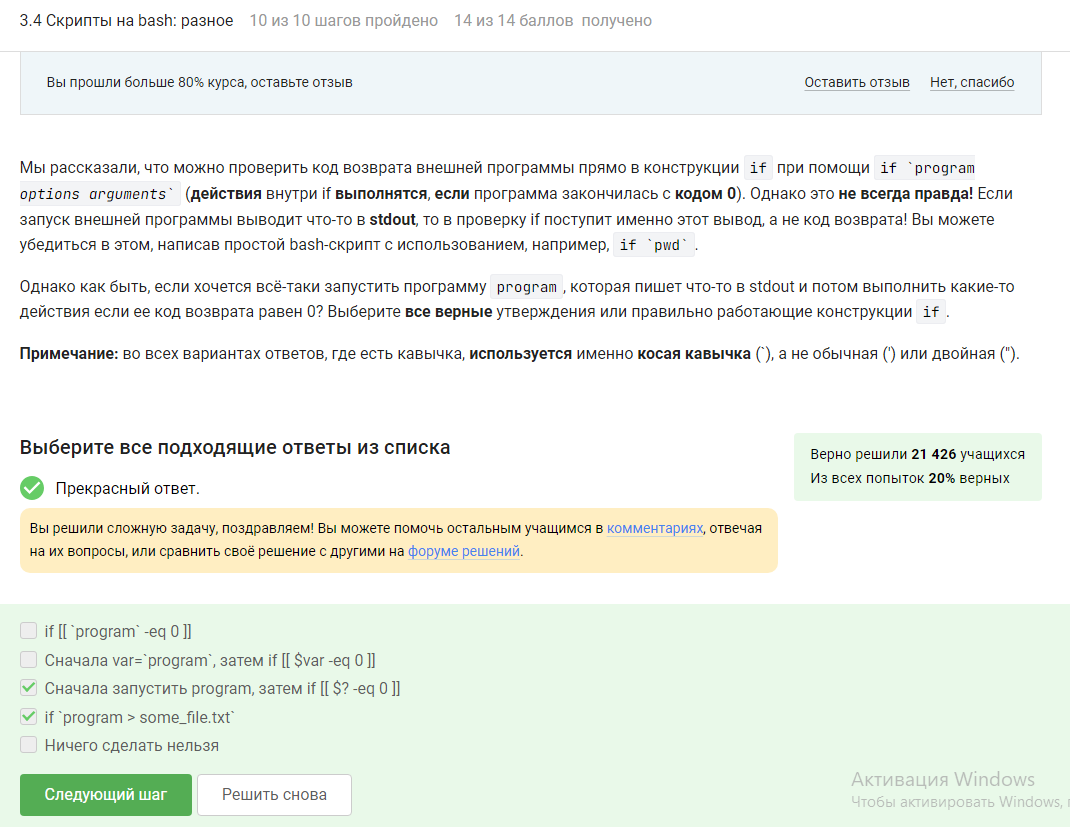 3.4 Скрипты на bash: разное 10 из 10 шагов пройдено 14 из 14 баллов получено
Вы прошли больше 80% курса, оставьте отзыв Оставить отзыв Нет, спасибо
Мы рассказали, что можно проверить код возврата внешней программы прямо в конструкции if при помощи if `program
options arguments` (действия внутри if выполнятся, если программа закончилась с кодом 0). Однако это не всегда правда! Если
запуск внешней программы выводит что-то в stdout, то в проверку if поступит именно этот вывод, а не код возврата! Вы можете
убедиться в этом, написав простой bash-скрипт с использованием, например, if `pwd`.
Однако как быть, если хочется всё-таки запустить программу program, которая пишет что-то в stdout и потом выполнить какие-то
действия если ее код возврата равен 0? Выберите все верные утверждения или правильно работающие конструкции if.
Примечание: во всех вариантах ответов, где есть кавычка, используется именно косая кавычка (`), а не обычная (') или двойная (").
Выберите все подходящие ответы из списка
Верно решили 21 426 учащихся
Из всех попыток 20% верных
Прекрасный ответ.
Вы решили сложную задачу, поздравляем! Вы можете помочь остальным учащимся в комментариях, отвечая
на их вопросы, или сравнить своё решение с другими на форуме решений.
if [[ `program` -eq 0 ]]
Сначала var=`program`, затем if [[ $var -eq 0 ]]
Сначала запустить program, затем if [[ $? -eq 0 ]]
if `program > some_file.txt`
Ничего сделать нельзя
Следующий шаг Решить снова
Активация Windows
Чтобы активировать Windows,